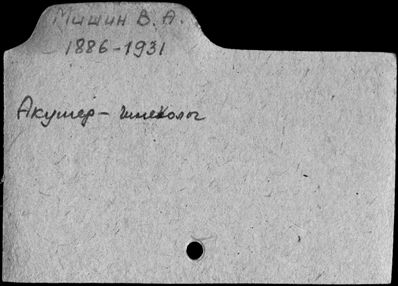 Мишин В. А.
1886-1931
Акушер - гинеколог